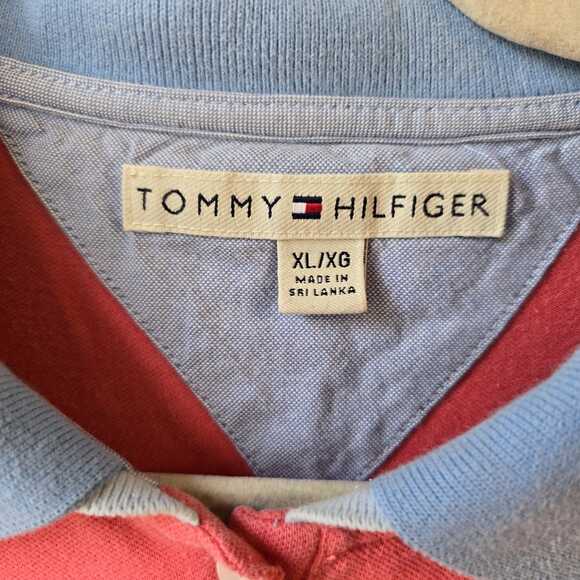 TOMMY HILFIGER
XL/XG
MADE IN
SRI LANKA